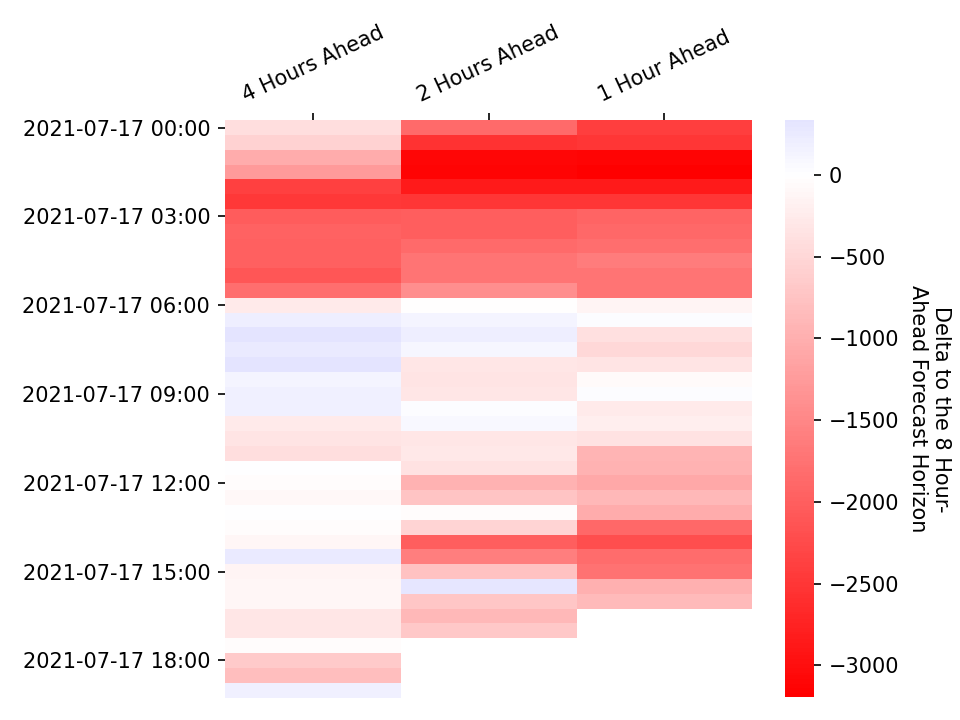 4 Hours Ahead
2 Hours Ahead
1 Hour Ahead
2021-07-17 00:00
2021-07-17 03:00
2021-07-17 06:00
2021-07-17 09:00
2021-07-17 12:00
2021-07-17 15:00
2021-07-17 18:00
0
−500
−1000
−1500
−2000
−2500
−3000
Delta to the 8 Hour-
Ahead Forecast Horizon